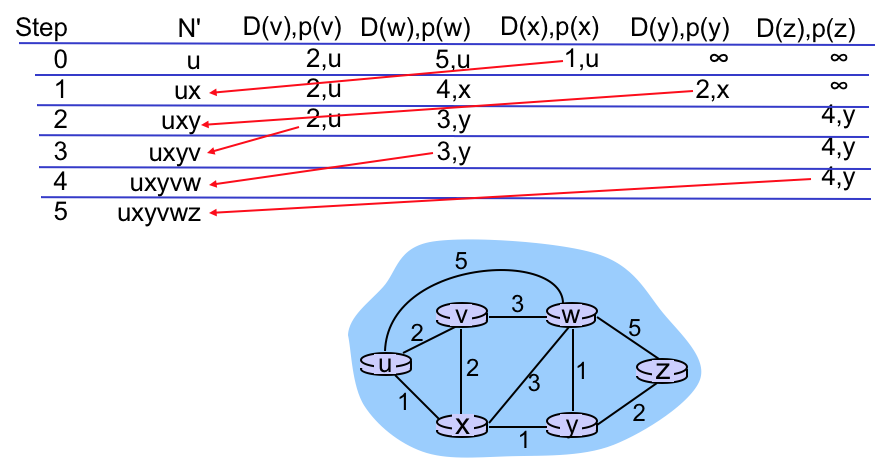 Step N' D(v),p(v) D(w),p(w) D(x),p(x) D(y),p(y) D(z),p(z)
0 u 2,u 5,u 1,u ∞ ∞
1 ux 2,u 4,x 2,x ∞
2 uxy 2,u 3,y 4,y
3 uxyv 3,y 4,y
4 uxyvw 4,y
5 uxyvwz
5
v 3 w
2 5
u 2 3 1 z
1 2
x 1 y